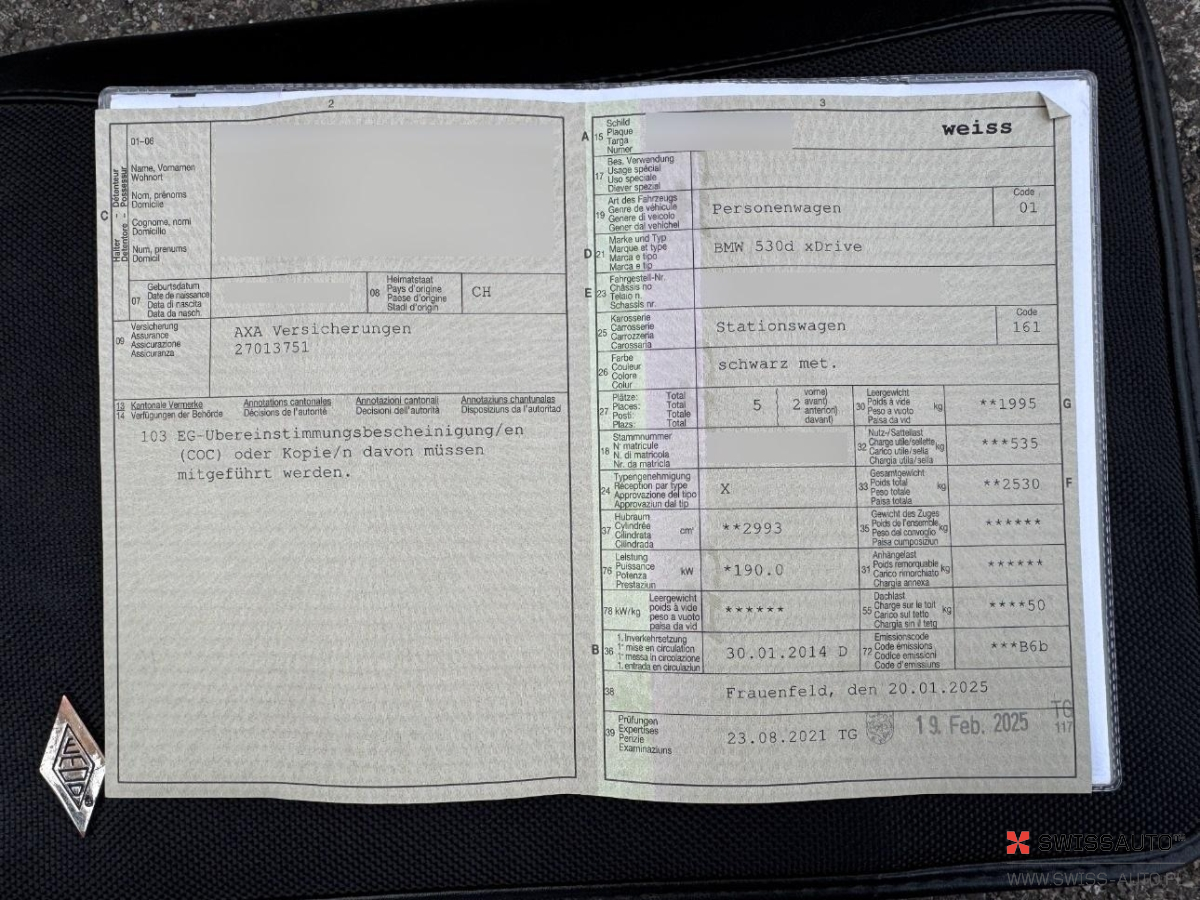 2
C
Halter - Détenteur
Detentore - Possessur
01-06
Name, Vornamen
Wohnort
Nom, prénoms
Domicile
Cognome, nomi
Domicilio
Num, prenums
Domicil
07
Geburtsdatum
Date de naissance
Data di nascita
Data da nasch.
08
Heimatstaat
Pays d'origine
Paese d'origine
Stadi d'origin
CH
09
Versicherung
Assurance
Assicurazione
Assicuranza
AXA Versicherungen
27013751
13
14
Kantonale Vermerke
Verfügungen der Behörde
Annotations cantonales
Décisions de l'autorité
Annotazioni cantonali
Decisioni dell'autorità
Annotaziuns chantunalas
Disposiziuns da l'autoritad
103 EG-Übereinstimmungsbescheinigung/en
(COC) oder Kopie/n davon müssen
mitgeführt werden.
3
A
15
Schild
Plaque
Targa
Numer
weiss
17
Bes. Verwendung
Usage spécial
Uso speciale
Diever spezial
19
Art des Fahrzeugs
Genre de véhicule
Genere di veicolo
Gener dal vehichel
Personenwagen
Code
01
D
21
Marke und Typ
Marque et type
Marca e tipo
Marca e tip
BMW 530d xDrive
E
23
Fahrgestell-Nr.
Châssis no
Telaio n.
Schassis nr.
25
Karosserie
Carrosserie
Carrozzeria
Carossaria
Stationswagen
Code
161
26
Farbe
Couleur
Colore
Colur
schwarz met.
27
Plätze: Total
Places: Total
Posti: Totale
Plazs: Total
5
2
vorne)
avant)
anteriori)
davant)
30
Leergewicht
Poids à vide
Peso a vuoto
Paisa da vid
kg
**1995
G
18
Stammnummer
N matricule
N. di matricola
Nr. da matricla
32
Nutz-/Sattellast
Charge utile/sellette
Carico utile/sella
Chargia utila/sella
kg
***535
24
Typengenehmigung
Réception par type
Approvazione del tipo
Approvaziun dal tip
X
33
Gesamtgewicht
Poids total
Peso totale
Paisa totala
kg
**2530
F
37
Hubraum
Cylindrée
Cilindrata
Cilindrada
cm³
**2993
35
Gewicht des Zuges
Poids de l'ensemble
Peso del convoglio
Paisa cumposiziun
kg
******
76
Leistung
Puissance
Potenza
Prestaziun
kW
*190.0
31
Anhängelast
Poids remorquable
Carico rimorchiato
Chargia annexa
kg
******
78 kW/kg
Leergewicht
poids à vide
peso a vuoto
paisa da vid
******
55
Dachlast
Charge sur le toit
Carico sul tetto
Chargia sin il tetg
kg
****50
B
36
1. Inverkehrsetzung
1re mise en circulation
1a messa in circolazione
1. entrada en circulaziun
30.01.2014 D
72
Emissionscode
Code émissions
Codice emissioni
Code d'emissiuns
***B6b
38
Frauenfeld, den 20.01.2025
39
Prüfungen
Expertises
Perizie
Examinaziuns
23.08.2021 TG
19. Feb. 2025
TG
117
SWISSAUTO
WWW.SWISS-AUTO.PL